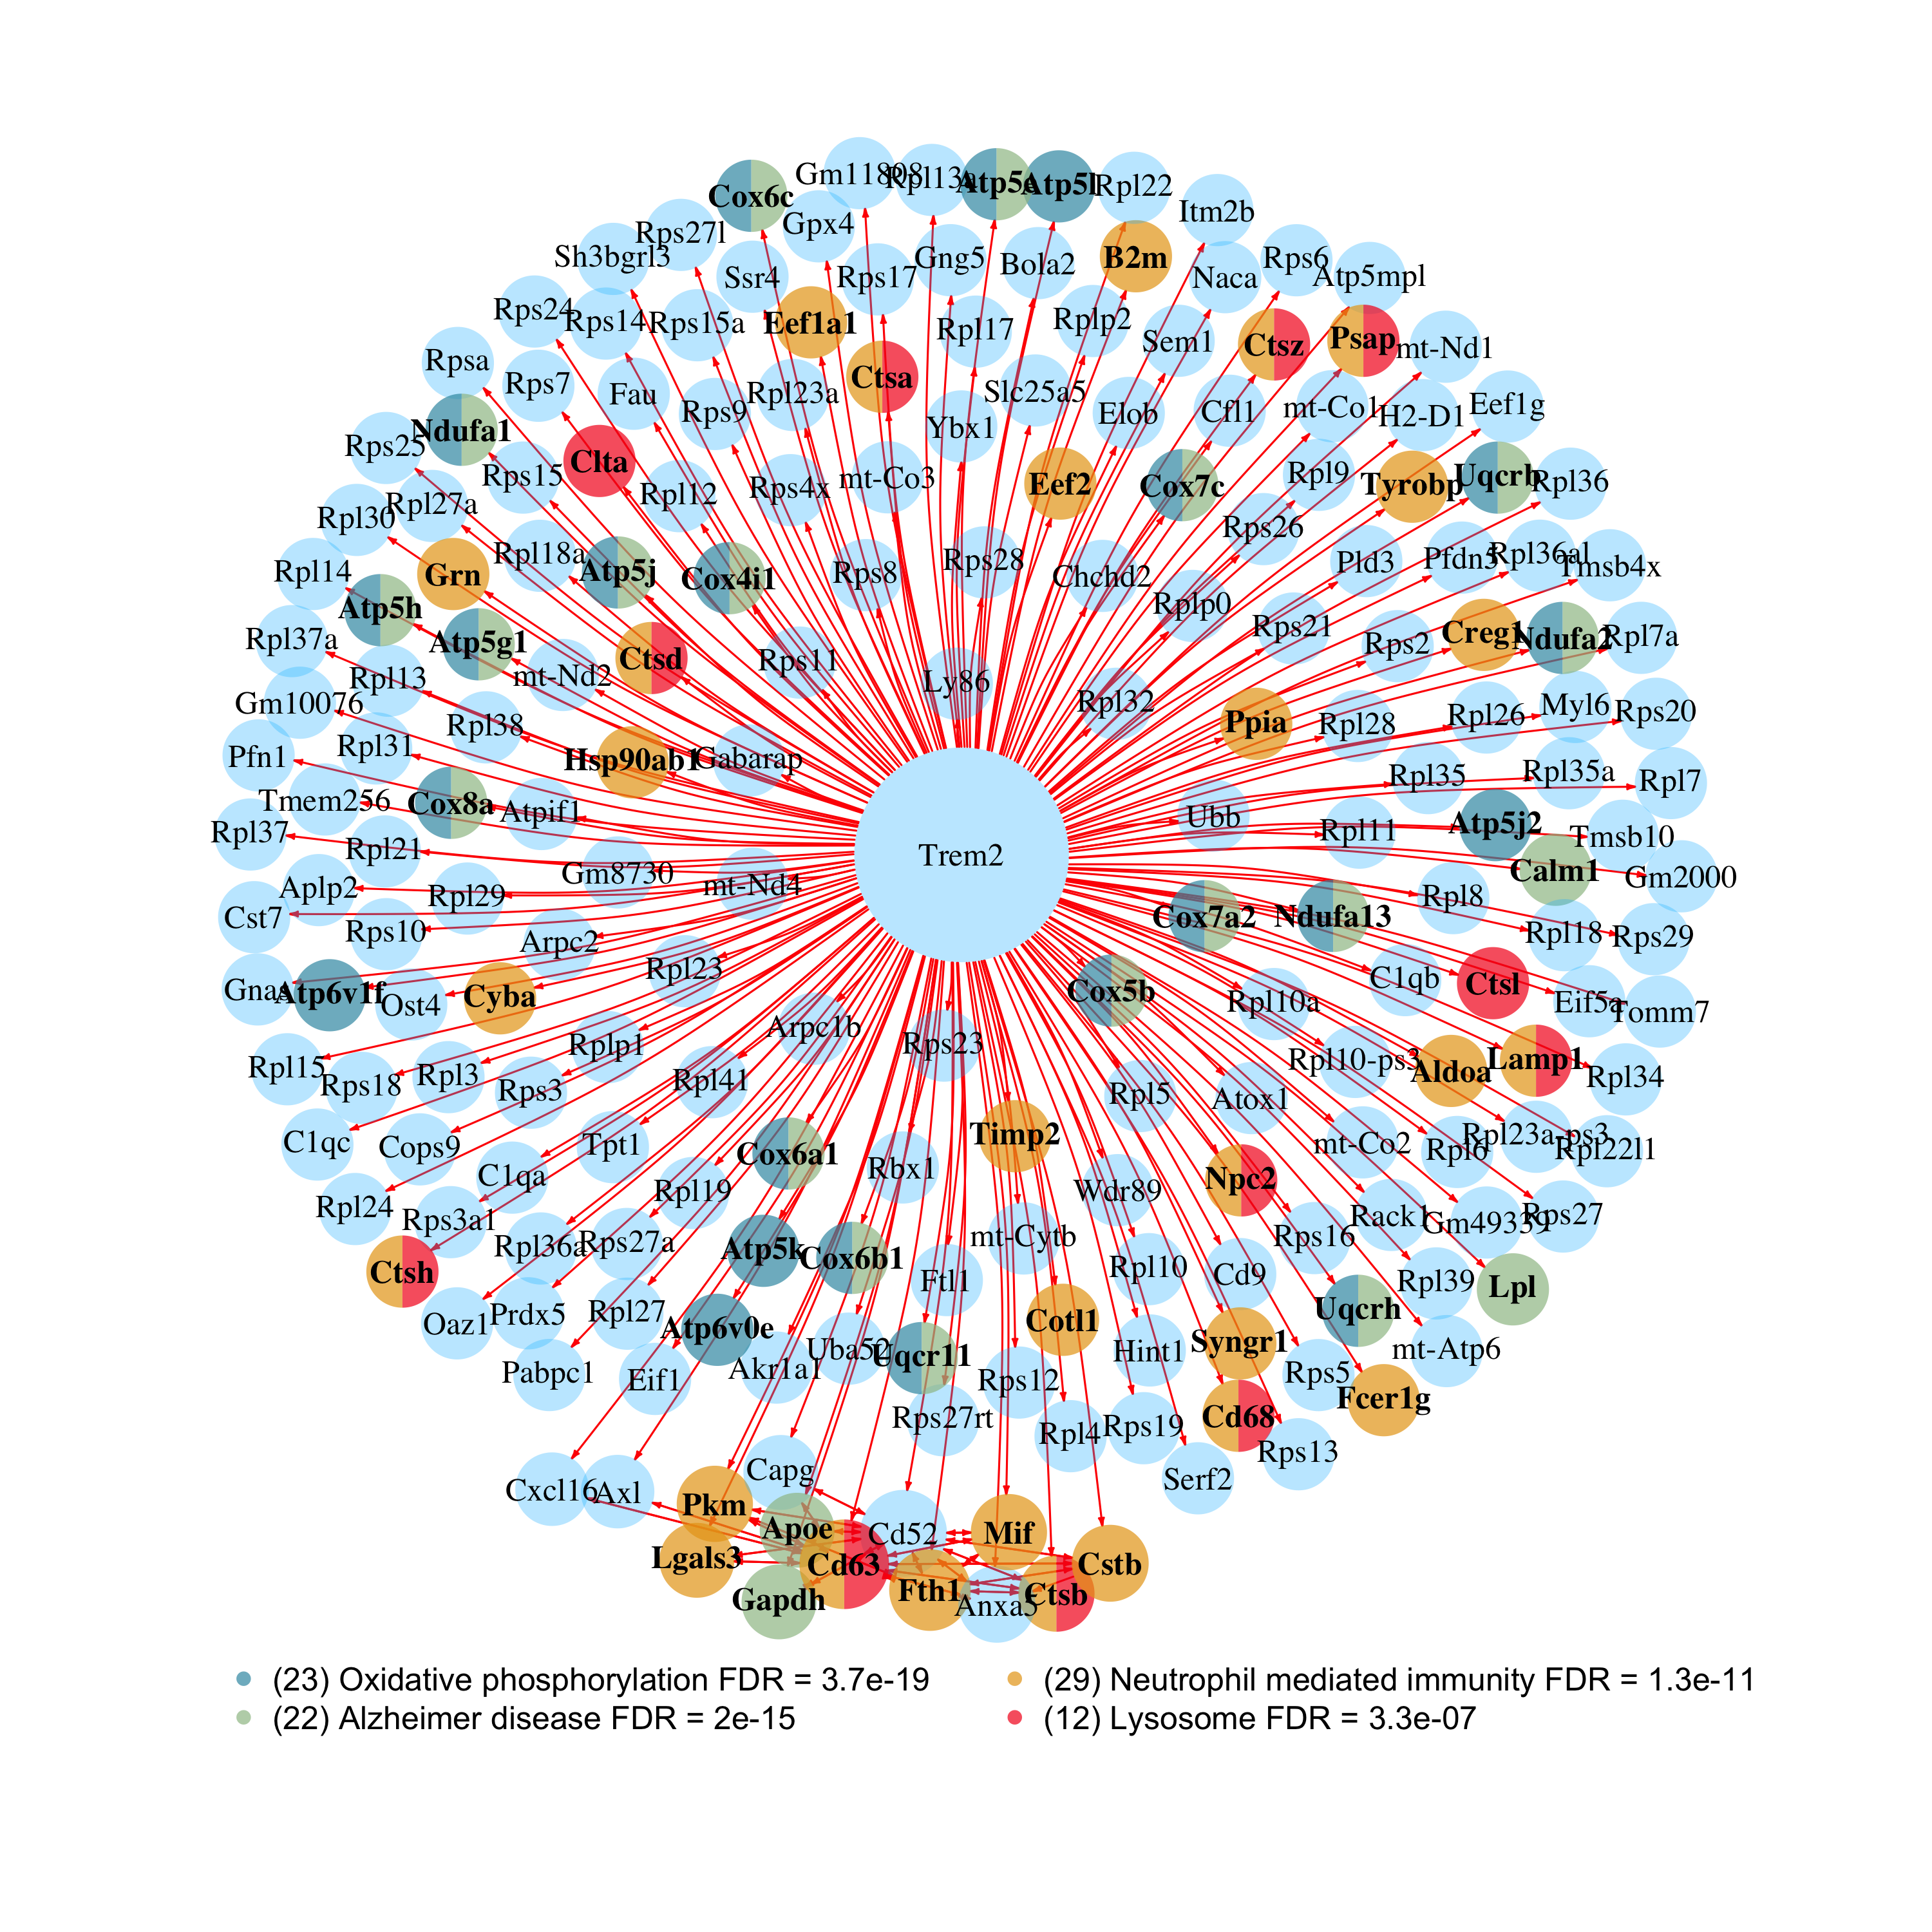 Gm11808 Rpl13a Atp5e Atp5l Rpl22
Cox6c Gpx4 Itm2b
Rps27l Sh3bgrl3 Ssr4 Rps17 Gng5 Bola2 B2m Naca Rps6 Atp5mpl
Rps24 Rps14 Rps15a Eef1a1 Rpl17 Rplp2 Sem1 Ctsz Psap mt-Nd1
Rpsa Rps7 Fau Rps9 Rpl23a Ctsa Slc25a5 Elob Cfl1 mt-Co1 H2-D1 Eef1g
Rps25 Ndufa1 Ybx1
Rps15 Clta Rpl12 Rps4x mt-Co3 Eef2 Cox7c Rpl9 Tyrobp Uqcrb Rpl36
Rpl30 Rpl27a Rps26
Rpl14 Grn Rpl18a Atp5j Cox4i1 Rps8 Rps28 Chchd2 Pld3 Pfdn5 Rpl36al Tmsb4x
Atp5h Rplp0
Rpl37a Atp5g1 mt-Nd2 Ctsd Rps11 Rps21 Rps2 Creg1 Ndufa2 Rpl7a
Gm10076 Rpl13 Ly86 Rpl32
Rpl38 Ppia Rpl28 Rpl26 Myl6 Rps20
Pfn1 Rpl31 Hsp90ab1 Gabarap
Tmem256 Cox8a Atpif1 Ubb Rpl35 Rpl35a Rpl7
Rpl37 Rpl21 Trem2 Rpl11 Atp5j2 Tmsb10
Aplp2 Rpl29 Gm8730 mt-Nd4 Rpl8 Calm1 Gm2000
Cst7 Rps10 Arpc2 Cox7a2 Ndufa13 Rpl18 Rps29
Gnas Atp6v1f Ost4 Cyba Rpl23 Cox5b Rpl10a C1qb Ctsl Eif5a Tomm7
Rpl15 Rps18 Rpl3 Rps3 Rplp1 Arpc1b Rps23 Rpl10-ps3 Aldoa Lamp1 Rpl34
Rpl41 Rpl5 Atox1
C1qc Cops9 C1qa Tpt1 Cox6a1 Rbx1 Timp2 mt-Co2 Rpl6 Rpl23a-ps3 Rpl22l1
Rpl24 Rps3a1 Rpl19 Wdr89 Npc2 Rack1 Gm49339 Rps27
Ctsh Rpl36a Rps27a Atp5k Cox6b1 Ftl1 mt-Cytb Rpl10 Cd9 Rps16 Rpl39 Lpl
Oaz1 Prdx5 Rpl27 Atp6v0e Cotl1 Uqcrh
Pabpc1 Eif1 Akr1a1 Uba52 Uqcr11 Rps12 Hint1 Syngr1 Rps5 mt-Atp6
Rps27rt Rpl4 Rps19 Cd68 Fcer1g
Capg Rps13
Cxcl16 Axl Pkm Serf2
Apoe Cd52 Mif
Lgals3 Cd63 Cstb
Gapdh Fth1 Anxa5 Ctsb
(23) Oxidative phosphorylation FDR = 3.7e-19
(29) Neutrophil mediated immunity FDR = 1.3e-11
(22) Alzheimer disease FDR = 2e-15
(12) Lysosome FDR = 3.3e-07